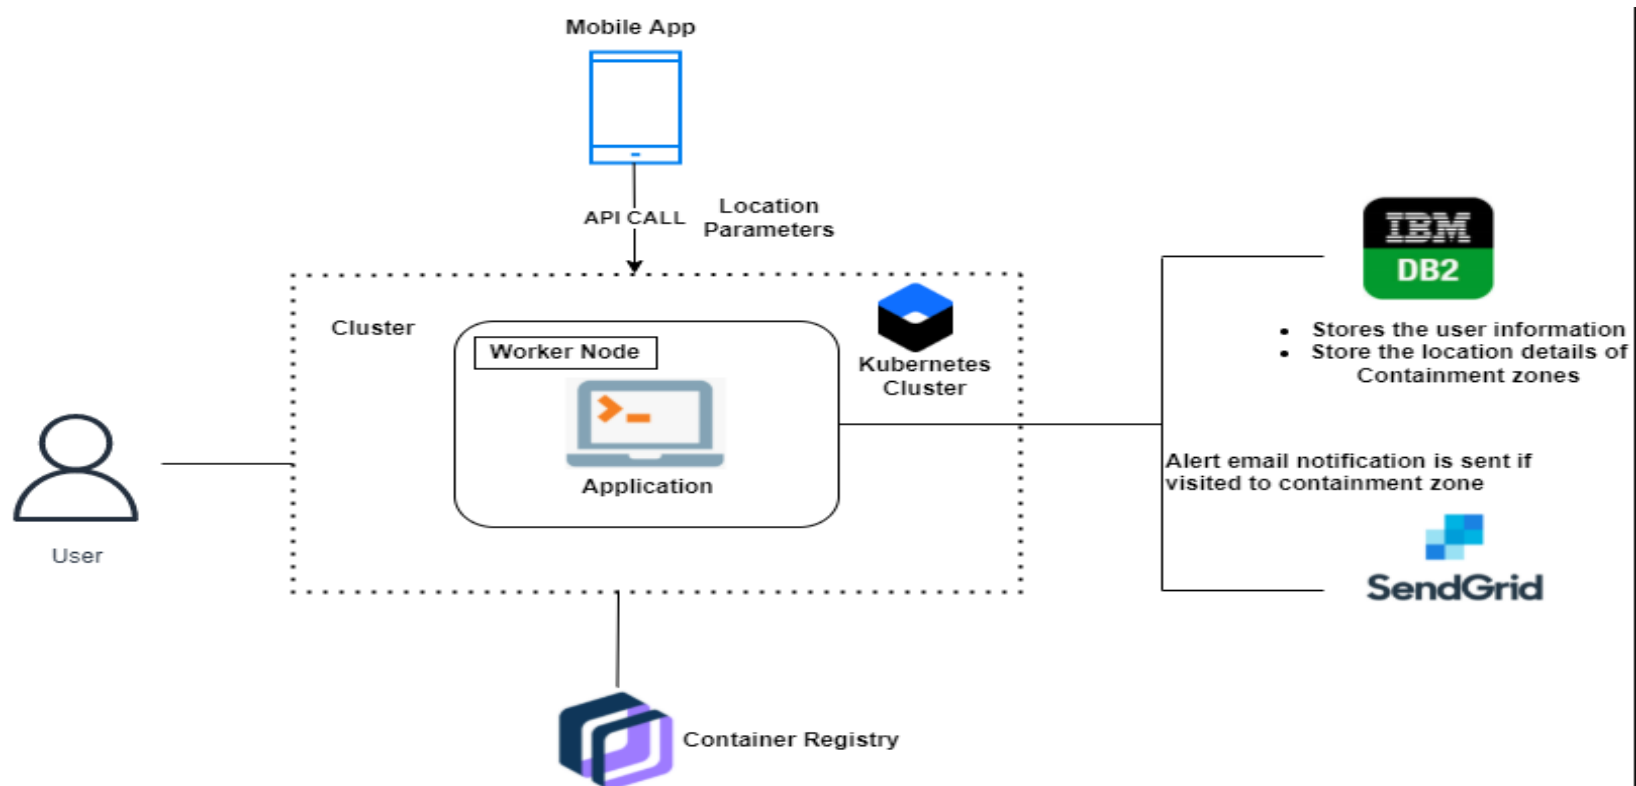 Mobile App
API CALL
Location
Parameters
Cluster
Worker Node
Application
Kubernetes
Cluster
User
Container Registry
IBM
DB2
• Stores the user information
• Store the location details of
Containment zones
Alert email notification is sent if
visited to containment zone
SendGrid